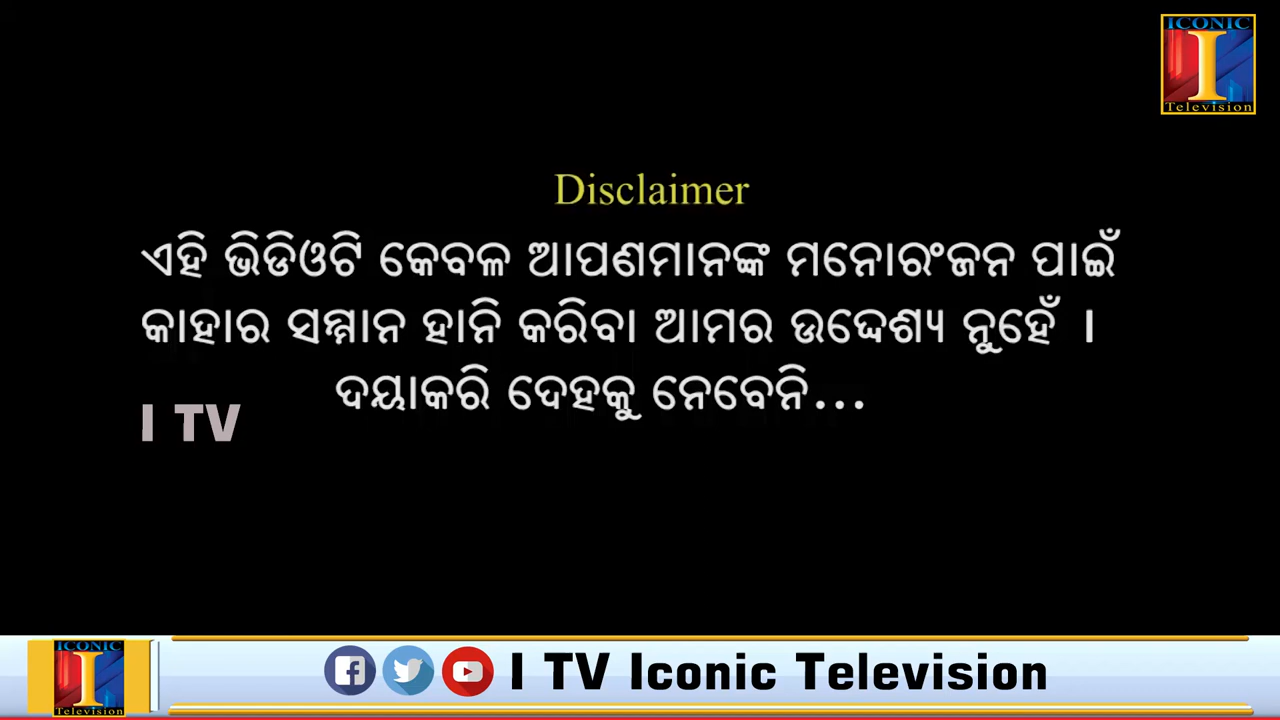 ICONIC
I
Television
Disclaimer
ଏହି ଭିଡିଓଟି କେବଳ ଆପଣମାନଙ୍କ ମନୋରଂଜନ ପାଇଁ
କାହାର ସମ୍ମାନ ହାନି କରିବା ଆମର ଉଦ୍ଦେଶ୍ୟ ନୁହେଁ ।
ଦୟାକରି ଦେହକୁ ନେବେନି...
I TV
ICONIC
I
Television
I TV Iconic Television